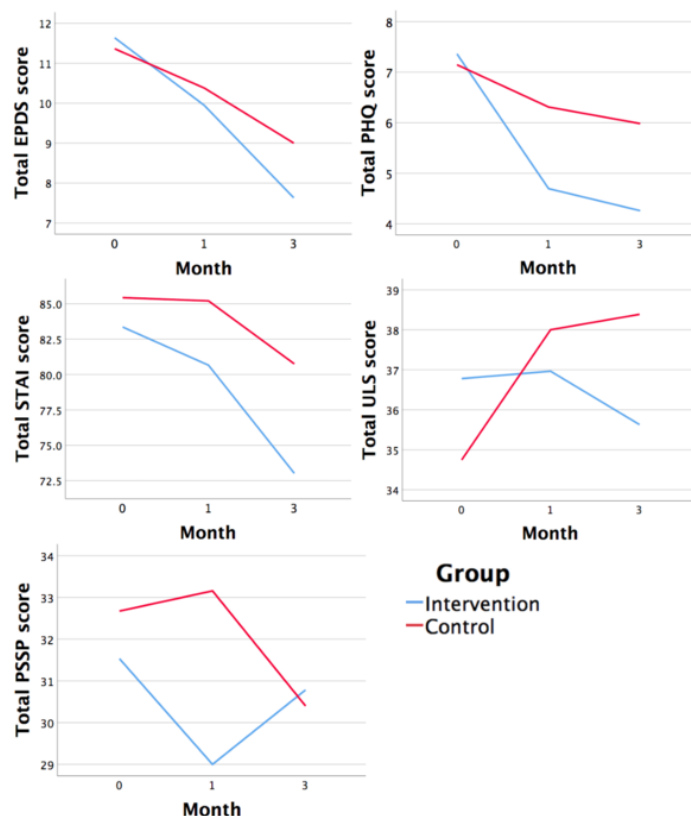 Total EPDS score
12
11
10
9
8
7
0 1 3
Month
Total PHQ score
8
7
6
5
4
0 1 3
Month
Total STAI score
85.0
82.5
80.0
77.5
75.0
72.5
0 1 3
Month
Total ULS score
39
38
37
36
35
34
0 1 3
Month
Total PSSP score
34
33
32
31
30
29
0 1 3
Month
Group
Intervention
Control